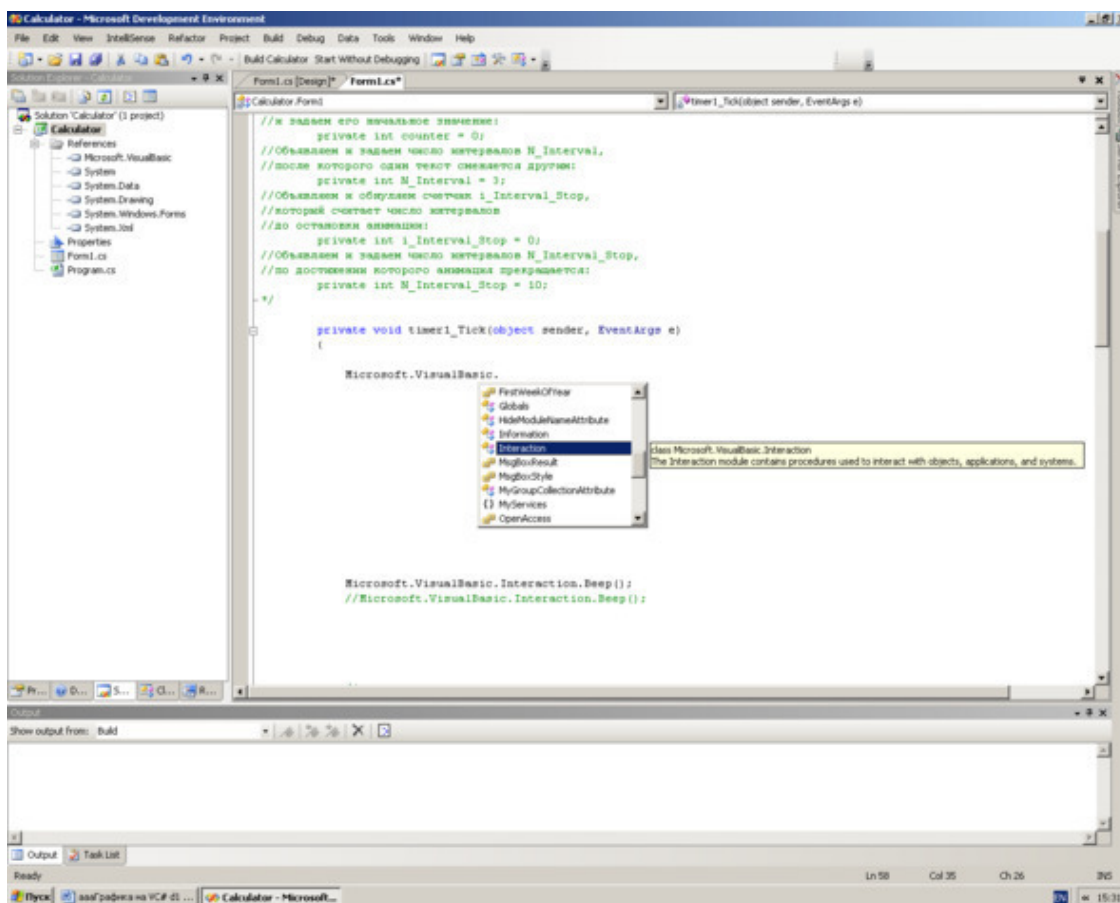 Calculator - Microsoft Development Environment
File Edit View IntelliSense Refactor Project Build Debug Data Tools Window Help
Build Calculator Start Without Debugging
Solution Explorer - Calculator
Form1.cs [Design]* Form1.cs*
Calculator.Form1
timer1_Tick(object sender, EventArgs e)
Solution 'Calculator' (1 project)
Calculator
References
Microsoft.VisualBasic
System
System.Data
System.Drawing
System.Windows.Forms
System.Xml
Properties
Form1.cs
Program.cs
//и задаем его начальное значение:
private int counter = 0;
//Объявляем и задаем число интервалов N_Interval,
//после которого один текст сменяется другим:
private int N_Interval = 3;
//Объявляем и обнуляем счетчик i_Interval_Stop,
//который считает число интервалов
//до остановки анимации:
private int i_Interval_Stop = 0;
//Объявляем и задаем число интервалов N_Interval_Stop,
//по достижении которого анимация прекращается:
private int N_Interval_Stop = 10;
*/
private void timer1_Tick(object sender, EventArgs e)
{
Microsoft.VisualBasic.
FirstWeekOfYear
Globals
HideModuleNameAttribute
Information
Interaction
MsgBoxResult
MsgBoxStyle
MyGroupCollectionAttribute
{} MyServices
OpenAccess
class Microsoft.VisualBasic.Interaction
The Interaction module contains procedures used to interact with objects, applications, and systems.
Microsoft.VisualBasic.Interaction.Beep();
//Microsoft.VisualBasic.Interaction.Beep();
Pr... D... S... Cl... R...
Output
Show output from: Build
Output Task List
Ready
Ln 58 Col 35 Ch 26 INS
Пуск
Графика на VC# d1 ...
Calculator - Microsoft...
EN
15:31